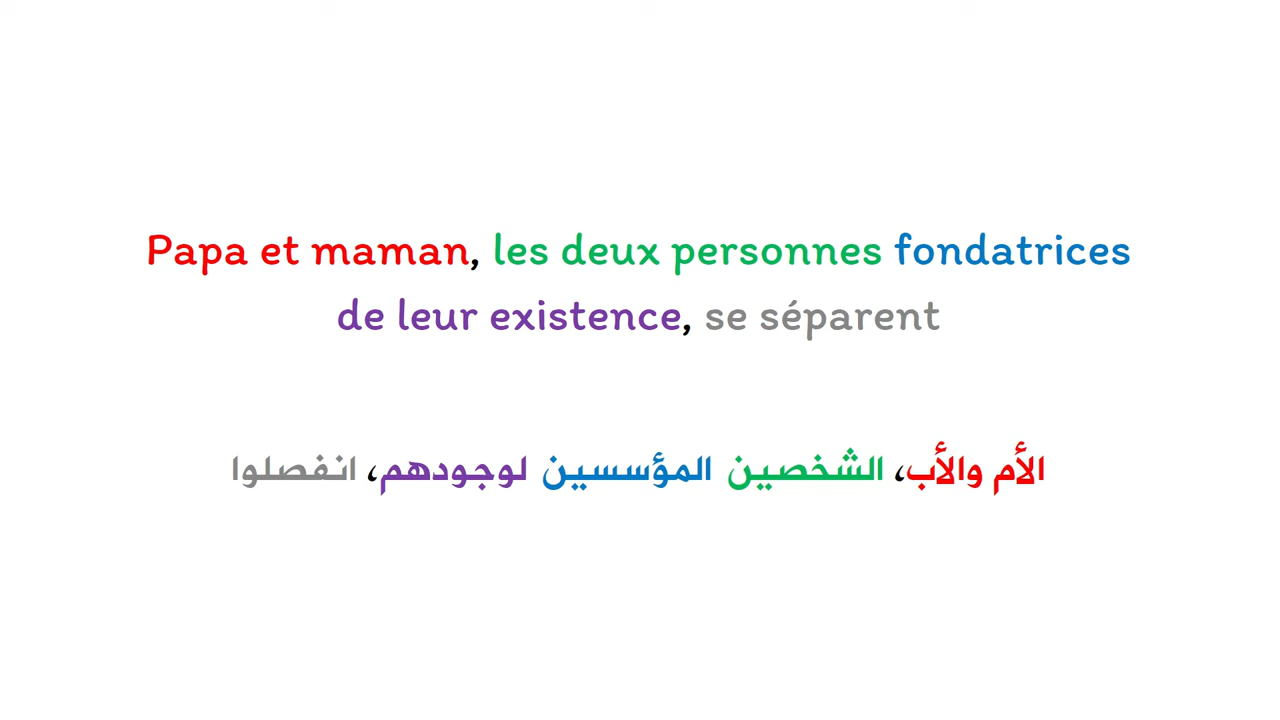 Papa et maman, les deux personnes fondatrices
de leur existence, se séparent
الأم والأب، الشخصين المؤسسين لوجودهم، انفصلوا